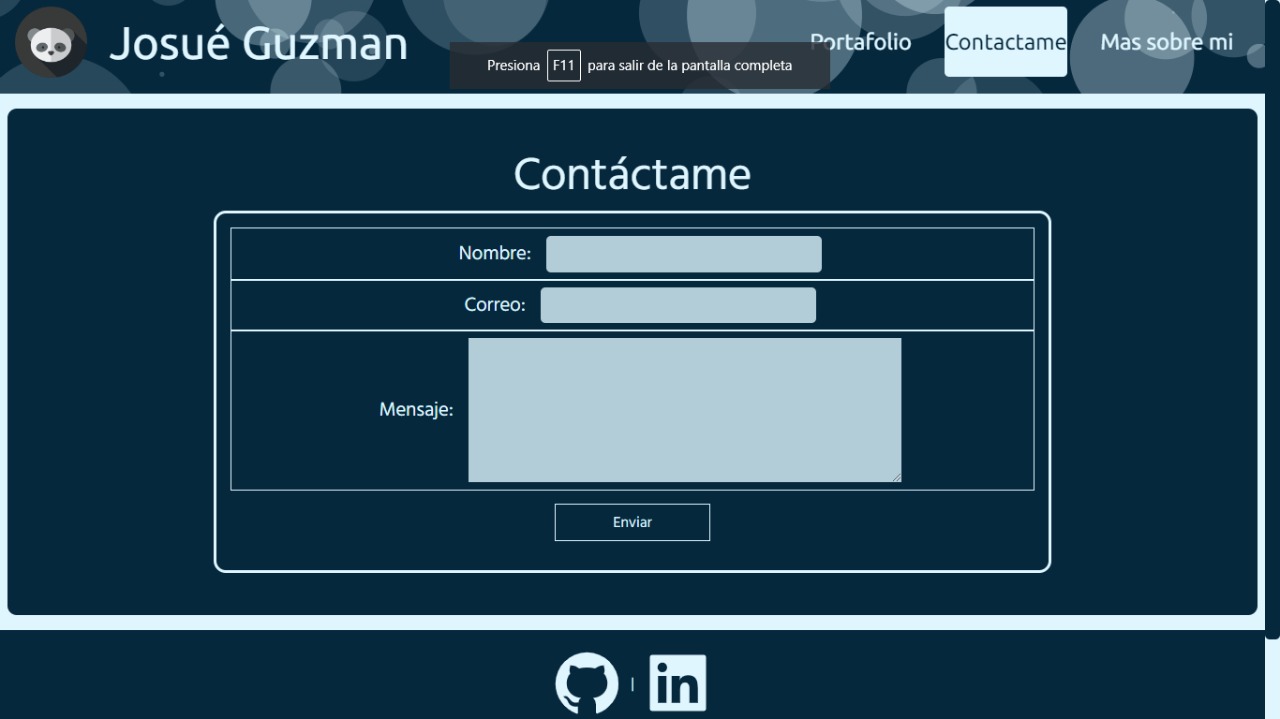 Josué Guzman
Portafolio
Contactame
Mas sobre mi
Presiona F11 para salir de la pantalla completa
Contáctame
Nombre:
Correo:
Mensaje:
Enviar
|
in